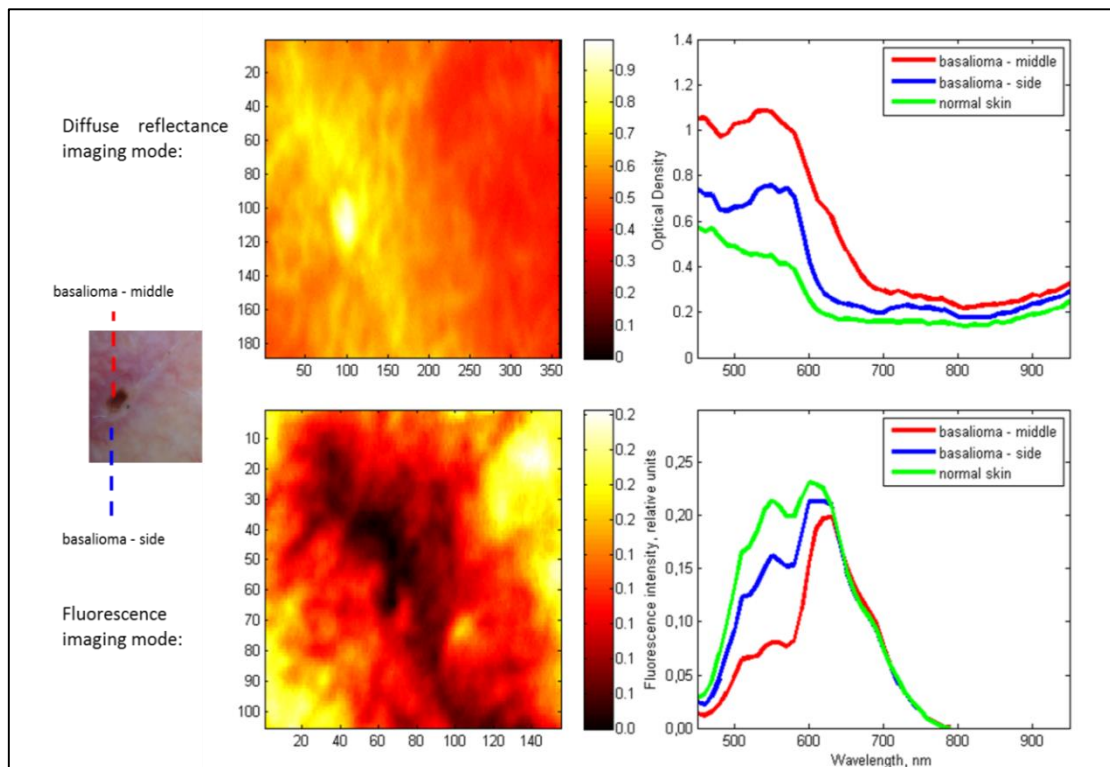 Diffuse reflectance
imaging mode:
basalioma - middle
basalioma - side
Fluorescence
imaging mode:
20
40
60
80
100
120
140
160
180
50 100 150 200 250 300 350
0.9
0.8
0.7
0.6
0.5
0.4
0.3
0.2
0.1
0
Optical Density
1.4
1.2
1
0.8
0.6
0.4
0.2
0
basalioma - middle
basalioma - side
normal skin
500 600 700 800 900
10
20
30
40
50
60
70
80
90
100
20 40 60 80 100 120 140
0.2
0.2
0.2
0.2
0.2
0.1
0.1
0.1
0.1
0.1
0.0
Fluorescence intensity, relative units
0,25
0,20
0,15
0,10
0,05
0,00
basalioma - middle
basalioma - side
normal skin
500 600 700 800 900
Wavelength, nm